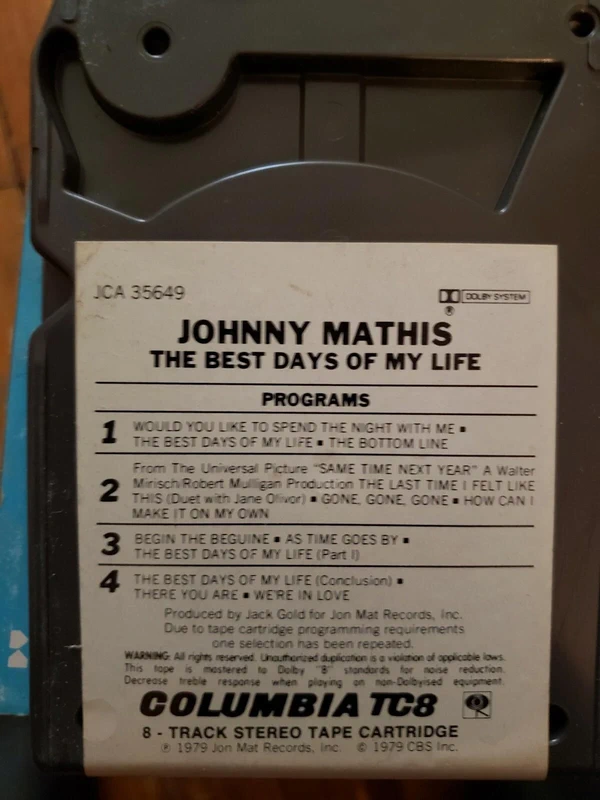 JCA 35649
DOLBY SYSTEM
®
JOHNNY MATHIS
THE BEST DAYS OF MY LIFE
PROGRAMS
1 WOULD YOU LIKE TO SPEND THE NIGHT WITH ME ▪
THE BEST DAYS OF MY LIFE ▪ THE BOTTOM LINE
From The Universal Picture "SAME TIME NEXT YEAR" A Walter
2 Mirisch/Robert Mulligan Production THE LAST TIME I FELT LIKE
THIS (Duet with Jane Olivor) ▪ GONE, GONE, GONE ▪ HOW CAN I
MAKE IT ON MY OWN
3 BEGIN THE BEGUINE ▪ AS TIME GOES BY ▪
THE BEST DAYS OF MY LIFE (Part I)
4 THE BEST DAYS OF MY LIFE (Conclusion) ▪
THERE YOU ARE ▪ WE'RE IN LOVE
Produced by Jack Gold for Jon Mat Records, Inc.
Due to tape cartridge programming requirements
one selection has been repeated.
WARNING: All rights reserved. Unauthorized duplication is a violation of applicable laws.
This tape is mastered to Dolby "B" standards for noise reduction.
Decrease treble response when playing on non-Dolbyised equipment.
COLUMBIA TC8
8 - TRACK STEREO TAPE CARTRIDGE
℗ 1979 Jon Mat Records, Inc. © 1979 CBS Inc.